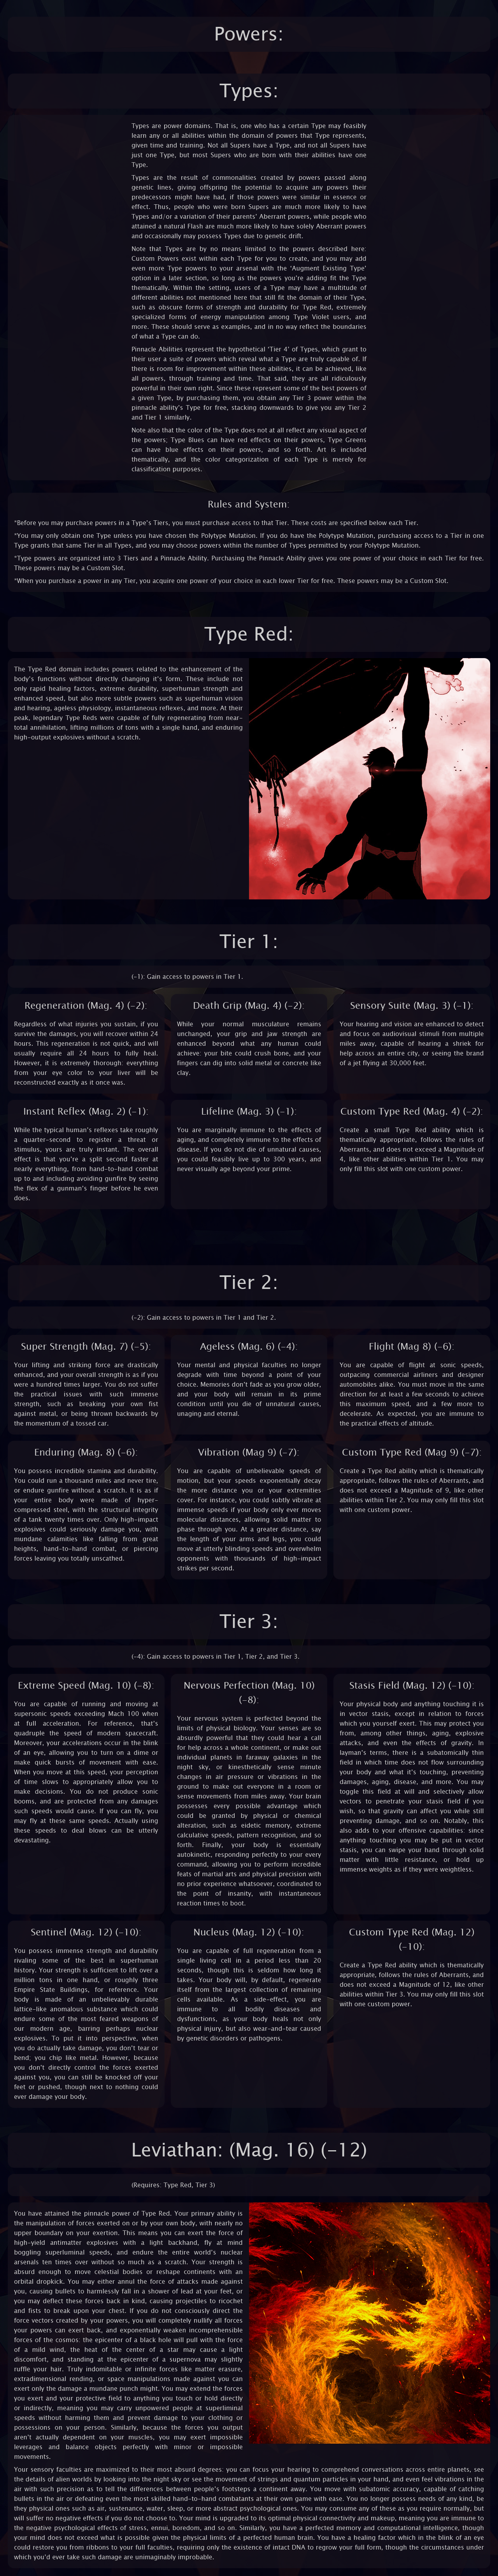 Powers:
Types:
Types are power domains. That is, one who has a certain Type may feasibly
learn any or all abilities within the domain of powers that Type represents,
given time and training. Not all Supers have a Type, and not all Supers have
just one Type, but most Supers who are born with their abilities have one
Type.
Types are the result of commonalities created by powers passed along
genetic lines, giving offspring the potential to acquire any powers their
predecessors might have had, if those powers were similar in essence or
effect. Thus, people who were born Supers are much more likely to have
Types and/or a variation of their parents' Aberrant powers, while people who
attained a natural Flash are much more likely to have solely Aberrant powers
and occasionally may possess Types due to genetic drift.
Note that Types are by no means limited to the powers described here:
Custom Powers exist within each Type for you to create, and you may add
even more Type powers to your arsenal with the 'Augment Existing Type'
option in a later section, so long as the powers you're adding fit the Type
thematically. Within the setting, users of a Type may have a multitude of
different abilities not mentioned here that still fit the domain of their Type,
such as obscure forms of strength and durability for Type Red, extremely
specialized forms of energy manipulation among Type Violet users, and
more. These should serve as examples, and in no way reflect the boundaries
of what a Type can do.
Pinnacle Abilities represent the hypothetical 'Tier 4' of Types, which grant to
their user a suite of powers which reveal what a Type are truly capable of. If
there is room for improvement within these abilities, it can be achieved, like
all powers, through training and time. That said, they are all ridiculously
powerful in their own right. Since these represent some of the best powers of
a given Type, by purchasing them, you obtain any Tier 3 power within the
pinnacle ability's Type for free, stacking downwards to give you any Tier 2
and Tier 1 similarly.
Note also that the color of the Type does not at all reflect any visual aspect of
the powers; Type Blues can have red effects on their powers, Type Greens
can have blue effects on their powers, and so forth. Art is included
thematically, and the color categorization of each Type is merely for
classification purposes.
Rules and System:
*Before you may purchase powers in a Type's Tiers, you must purchase access to that Tier. These costs are specified below each Tier.
*You may only obtain one Type unless you have chosen the Polytype Mutation. If you do have the Polytype Mutation, purchasing access to a Tier in one
Type grants that same Tier in all Types, and you may choose powers within the number of Types permitted by your Polytype Mutation.
*Type powers are organized into 3 Tiers and a Pinnacle Ability. Purchasing the Pinnacle Ability gives you one power of your choice in each Tier for free.
These powers may be a Custom Slot.
*When you purchase a power in any Tier, you acquire one power of your choice in each lower Tier for free. These powers may be a Custom Slot.
Type Red:
The Type Red domain includes powers related to the enhancement of the
body's functions without directly changing it's form. These include not
only rapid healing factors, extreme durability, superhuman strength and
enhanced speed, but also more subtle powers such as superhuman vision
and hearing, ageless physiology, instantaneous reflexes, and more. At their
peak, legendary Type Reds were capable of fully regenerating from near-
total annihilation, lifting millions of tons with a single hand, and enduring
high-output explosives without a scratch.
Tier 1:
(-1): Gain access to powers in Tier 1.
Regeneration (Mag. 4) (-2):
Regardless of what injuries you sustain, if you
survive the damages, you will recover within 24
hours. This regeneration is not quick, and will
usually require all 24 hours to fully heal.
However, it is extremely thorough: everything
from your eye color to your liver will be
reconstructed exactly as it once was.
Death Grip (Mag. 4) (-2):
While your normal musculature remains
unchanged, your grip and jaw strength are
enhanced beyond what any human could
achieve: your bite could crush bone, and your
fingers can dig into solid metal or concrete like
clay.
Sensory Suite (Mag. 3) (-1):
Your hearing and vision are enhanced to detect
and focus on audiovisual stimuli from multiple
miles away, capable of hearing a shriek for
help across an entire city, or seeing the brand
of a jet flying at 30,000 feet.
Instant Reflex (Mag. 2) (-1):
While the typical human's reflexes take roughly
a quarter-second to register a threat or
stimulus, yours are truly instant. The overall
effect is that you're a split second faster at
nearly everything, from hand-to-hand combat
up to and including avoiding gunfire by seeing
the flex of a gunman's finger before he even
does.
Lifeline (Mag. 3) (-1):
You are marginally immune to the effects of
aging, and completely immune to the effects of
disease. If you do not die of unnatural causes,
you could feasibly live up to 300 years, and
never visually age beyond your prime.
Custom Type Red (Mag. 4) (-2):
Create a small Type Red ability which is
thematically appropriate, follows the rules of
Aberrants, and does not exceed a Magnitude of
4, like other abilities within Tier 1. You may
only fill this slot with one custom power.
Tier 2:
(-2): Gain access to powers in Tier 1 and Tier 2.
Super Strength (Mag. 7) (-5):
Your lifting and striking force are drastically
enhanced, and your overall strength is as if you
were a hundred times larger. You do not suffer
the practical issues with such immense
strength, such as breaking your own fist
against metal, or being thrown backwards by
the momentum of a tossed car.
Ageless (Mag. 6) (-4):
Your mental and physical faculties no longer
degrade with time beyond a point of your
choice. Memories don't fade as you grow older,
and your body will remain in its prime
condition until you die of unnatural causes,
unaging and eternal.
Flight (Mag 8) (-6):
You are capable of flight at sonic speeds,
outpacing commercial airliners and designer
automobiles alike. You must move in the same
direction for at least a few seconds to achieve
this maximum speed, and a few more to
decelerate. As expected, you are immune to
the practical effects of altitude.
Enduring (Mag. 8) (-6):
You possess incredible stamina and durability.
You could run a thousand miles and never tire,
or endure gunfire without a scratch. It is as if
your entire body were made of hyper-
compressed steel, with the structural integrity
of a tank twenty times over. Only high-impact
explosives could seriously damage you, with
mundane calamities like falling from great
heights, hand-to-hand combat, or piercing
forces leaving you totally unscathed.
Vibration (Mag 9) (-7):
You are capable of unbelievable speeds of
motion, but your speeds exponentially decay
the more distance you or your extremities
cover. For instance, you could subtly vibrate at
immense speeds if your body only ever moves
molecular distances, allowing solid matter to
phase through you. At a greater distance, say
the length of your arms and legs, you could
move at utterly blinding speeds and overwhelm
opponents with thousands of high-impact
strikes per second.
Custom Type Red (Mag 9) (-7):
Create a Type Red ability which is thematically
appropriate, follows the rules of Aberrants, and
does not exceed a Magnitude of 9, like other
abilities within Tier 2. You may only fill this slot
with one custom power.
Tier 3:
(-4): Gain access to powers in Tier 1, Tier 2, and Tier 3.
Extreme Speed (Mag. 10) (-8):
You are capable of running and moving at
supersonic speeds exceeding Mach 100 when
at full acceleration. For reference, that's
quadruple the speed of modern spacecraft.
Moreover, your accelerations occur in the blink
of an eye, allowing you to turn on a dime or
make quick bursts of movement with ease.
When you move at this speed, your perception
of time slows to appropriately allow you to
make decisions. You do not produce sonic
booms, and are protected from any damages
such speeds would cause. If you can fly, you
may fly at these same speeds. Actually using
these speeds to deal blows can be utterly
devastating.
Nervous Perfection (Mag. 10)
(-8):
Your nervous system is perfected beyond the
limits of physical biology. Your senses are so
absurdly powerful that they could hear a call
for help across a whole continent, or make out
individual planets in faraway galaxies in the
night sky, or kinesthetically sense minute
changes in air pressure or vibrations in the
ground to make out everyone in a room or
sense movements from miles away. Your brain
possesses every possible advantage which
could be granted by physical or chemical
alteration, such as eidetic memory, extreme
calculative speeds, pattern recognition, and so
forth. Finally, your body is essentially
autokinetic, responding perfectly to your every
command, allowing you to perform incredible
feats of martial arts and physical precision with
no prior experience whatsoever, coordinated to
the point of insanity, with instantaneous
reaction times to boot.
Stasis Field (Mag. 12) (-10):
Your physical body and anything touching it is
in vector stasis, except in relation to forces
which you yourself exert. This may protect you
from, among other things, aging, explosive
attacks, and even the effects of gravity. In
layman's terms, there is a subatomically thin
field in which time does not flow surrounding
your body and what it's touching, preventing
damages, aging, disease, and more. You may
toggle this field at will and selectively allow
vectors to penetrate your stasis field if you
wish, so that gravity can affect you while still
preventing damage, and so on. Notably, this
also adds to your offensive capabilities: since
anything touching you may be put in vector
stasis, you can swipe your hand through solid
matter with little resistance, or hold up
immense weights as if they were weightless.
Sentinel (Mag. 12) (-10):
You possess immense strength and durability
rivaling some of the best in superhuman
history. Your strength is sufficient to lift over a
million tons in one hand, or roughly three
Empire State Buildings, for reference. Your
body is made of an unbelievably durable
lattice-like anomalous substance which could
endure some of the most feared weapons of
our modern age, barring perhaps nuclear
explosives. To put it into perspective, when
you do actually take damage, you don't tear or
bend; you chip like metal. However, because
you don't directly control the forces exerted
against you, you can still be knocked off your
feet or pushed, though next to nothing could
ever damage your body.
Nucleus (Mag. 12) (-10):
You are capable of full regeneration from a
single living cell in a period less than 20
seconds, though this is seldom how long it
takes. Your body will, by default, regenerate
itself from the largest collection of remaining
cells available. As a side-effect, you are
immune to all bodily diseases and
dysfunctions, as your body heals not only
physical injury, but also wear-and-tear caused
by genetic disorders or pathogens.
Custom Type Red (Mag. 12)
(-10):
Create a Type Red ability which is thematically
appropriate, follows the rules of Aberrants, and
does not exceed a Magnitude of 12, like other
abilities within Tier 3. You may only fill this slot
with one custom power.
Leviathan: (Mag. 16) (-12)
(Requires: Type Red, Tier 3)
You have attained the pinnacle power of Type Red. Your primary ability is
the manipulation of forces exerted on or by your own body, with nearly no
upper boundary on your exertion. This means you can exert the force of
high-yield antimatter explosives with a light backhand, fly at mind
boggling superluminal speeds, and endure the entire world's nuclear
arsenals ten times over without so much as a scratch. Your strength is
absurd enough to move celestial bodies or reshape continents with an
orbital dropkick. You may either annul the force of attacks made against
you, causing bullets to harmlessly fall in a shower of lead at your feet, or
you may deflect these forces back in kind, causing projectiles to ricochet
and fists to break upon your chest. If you do not consciously direct the
force vectors created by your powers, you will completely nullify all forces
your powers can exert back, and exponentially weaken incomprehensible
forces of the cosmos: the epicenter of a black hole will pull with the force
of a mild wind, the heat of the center of a star may cause a light
discomfort, and standing at the epicenter of a supernova may slightly
ruffle your hair. Truly indomitable or infinite forces like matter erasure,
extradimensional rending, or space manipulations made against you can
exert only the damage a mundane punch might. You may extend the forces
you exert and your protective field to anything you touch or hold directly
or indirectly, meaning you may carry unpowered people at superliminal
speeds without harming them and prevent damage to your clothing or
possessions on your person. Similarly, because the forces you output
aren't actually dependent on your muscles, you may exert impossible
leverages and balance objects perfectly with minor or impossible
movements.
Your sensory faculties are maximized to their most absurd degrees: you can focus your hearing to comprehend conversations across entire planets, see
the details of alien worlds by looking into the night sky or see the movement of strings and quantum particles in your hand, and even feel vibrations in the
air with such precision as to tell the differences between people's footsteps a continent away. You move with subatomic accuracy, capable of catching
bullets in the air or defeating even the most skilled hand-to-hand combatants at their own game with ease. You no longer possess needs of any kind, be
they physical ones such as air, sustenance, water, sleep, or more abstract psychological ones. You may consume any of these as you require normally, but
will suffer no negative effects if you do not choose to. Your mind is upgraded to its optimal physical connectivity and makeup, meaning you are immune to
the negative psychological effects of stress, ennui, boredom, and so on. Similarly, you have a perfected memory and computational intelligence, though
your mind does not exceed what is possible given the physical limits of a perfected human brain. You have a healing factor which in the blink of an eye
could restore you from ribbons to your full faculties, requiring only the existence of intact DNA to regrow your full form, though the circumstances under
which you'd ever take such damage are unimaginably improbable.